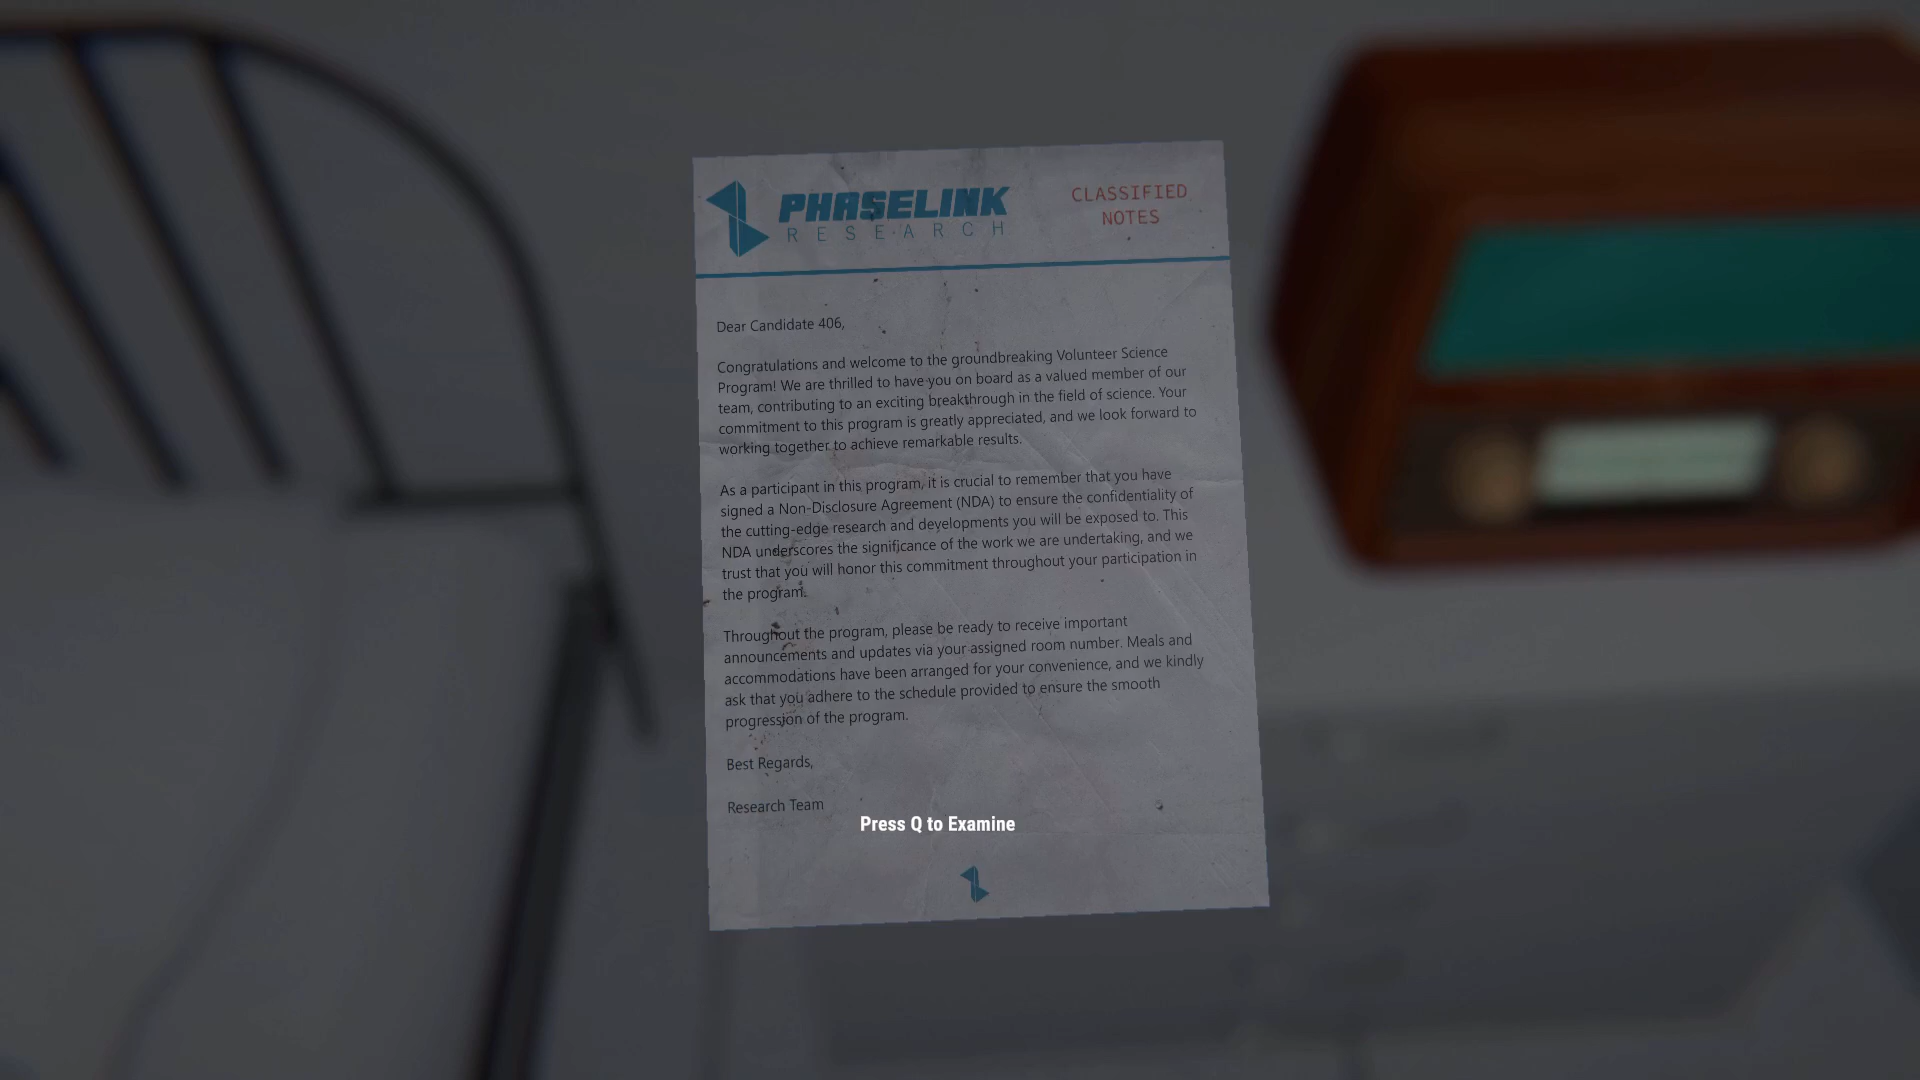 PHASELINK
RESEARCH
CLASSIFIED
NOTES
Dear Candidate 406,
Congratulations and welcome to the groundbreaking Volunteer Science
Program! We are thrilled to have you on board as a valued member of our
team, contributing to an exciting breakthrough in the field of science. Your
commitment to this program is greatly appreciated, and we look forward to
working together to achieve remarkable results.
As a participant in this program, it is crucial to remember that you have
signed a Non-Disclosure Agreement (NDA) to ensure the confidentiality of
the cutting-edge research and developments you will be exposed to. This
NDA underscores the significance of the work we are undertaking, and we
trust that you will honor this commitment throughout your participation in
the program.
Throughout the program, please be ready to receive important
announcements and updates via your assigned room number. Meals and
accommodations have been arranged for your convenience, and we kindly
ask that you adhere to the schedule provided to ensure the smooth
progression of the program.
Best Regards,
Research Team
Press Q to Examine